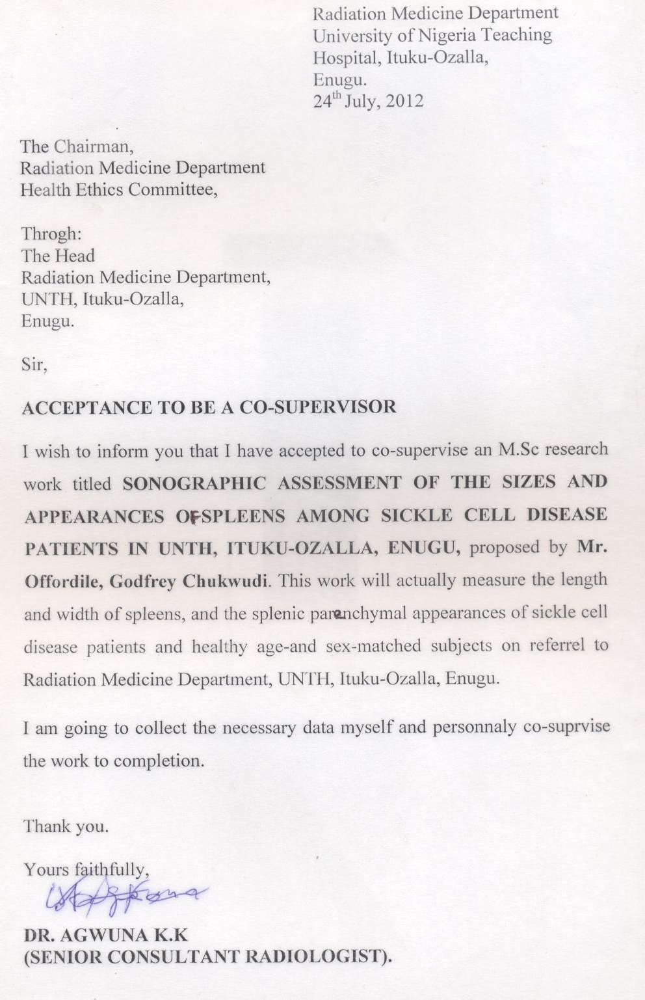 Radiation Medicine Department
University of Nigeria Teaching
Hospital, Ituku-Ozalla,
Enugu.
24th July, 2012
The Chairman,
Radiation Medicine Department
Health Ethics Committee,
Throgh:
The Head
Radiation Medicine Department,
UNTH, Ituku-Ozalla,
Enugu.
Sir,
ACCEPTANCE TO BE A CO-SUPERVISOR
I wish to inform you that I have accepted to co-supervise an M.Sc research
work titled SONOGRAPHIC ASSESSMENT OF THE SIZES AND
APPEARANCES OF SPLEENS AMONG SICKLE CELL DISEASE
PATIENTS IN UNTH, ITUKU-OZALLA, ENUGU, proposed by Mr.
Offordile, Godfrey Chukwudi. This work will actually measure the length
and width of spleens, and the splenic parenchymal appearances of sickle cell
disease patients and healthy age-and sex-matched subjects on referrel to
Radiation Medicine Department, UNTH, Ituku-Ozalla, Enugu.
I am going to collect the necessary data myself and personnaly co-suprvise
the work to completion.
Thank you.
Yours faithfully,
DR. AGWUNA K.K
(SENIOR CONSULTANT RADIOLOGIST).